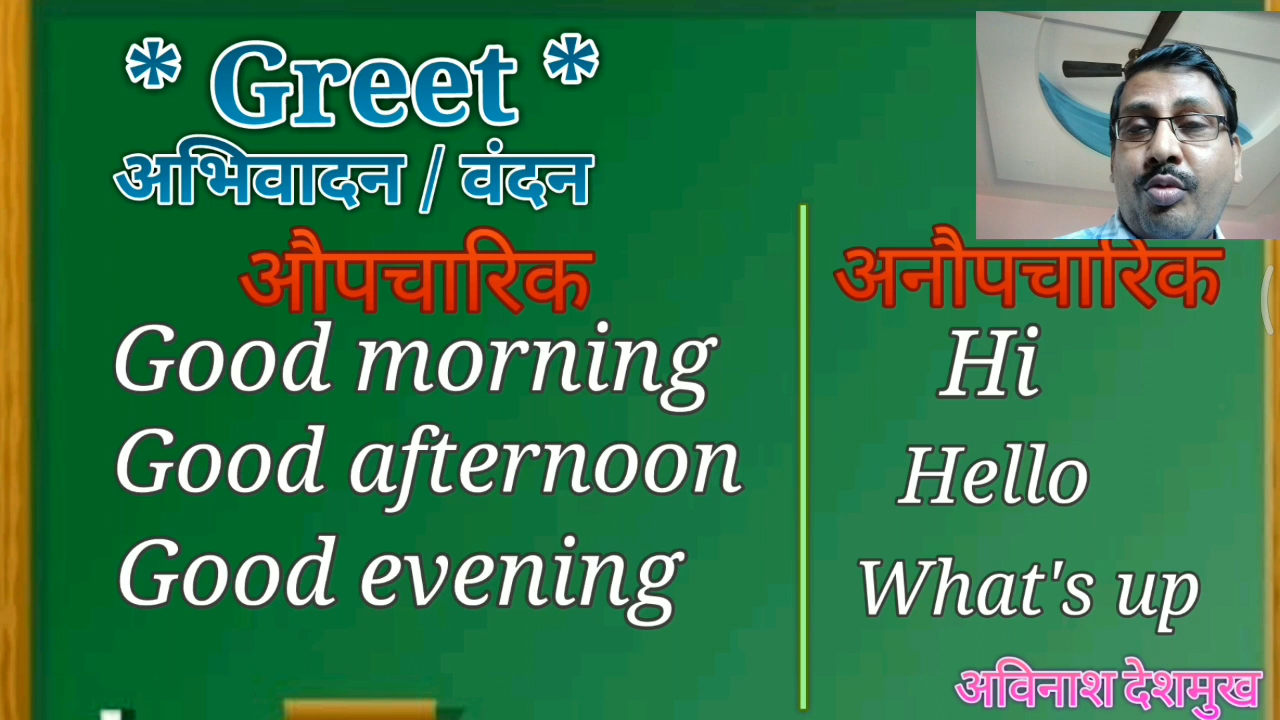 * Greet *
अभिवादन / वंदन
औपचारिक
Good morning
Good afternoon
Good evening
अनौपचारिक
Hi
Hello
What's up
अविनाश देशमुख